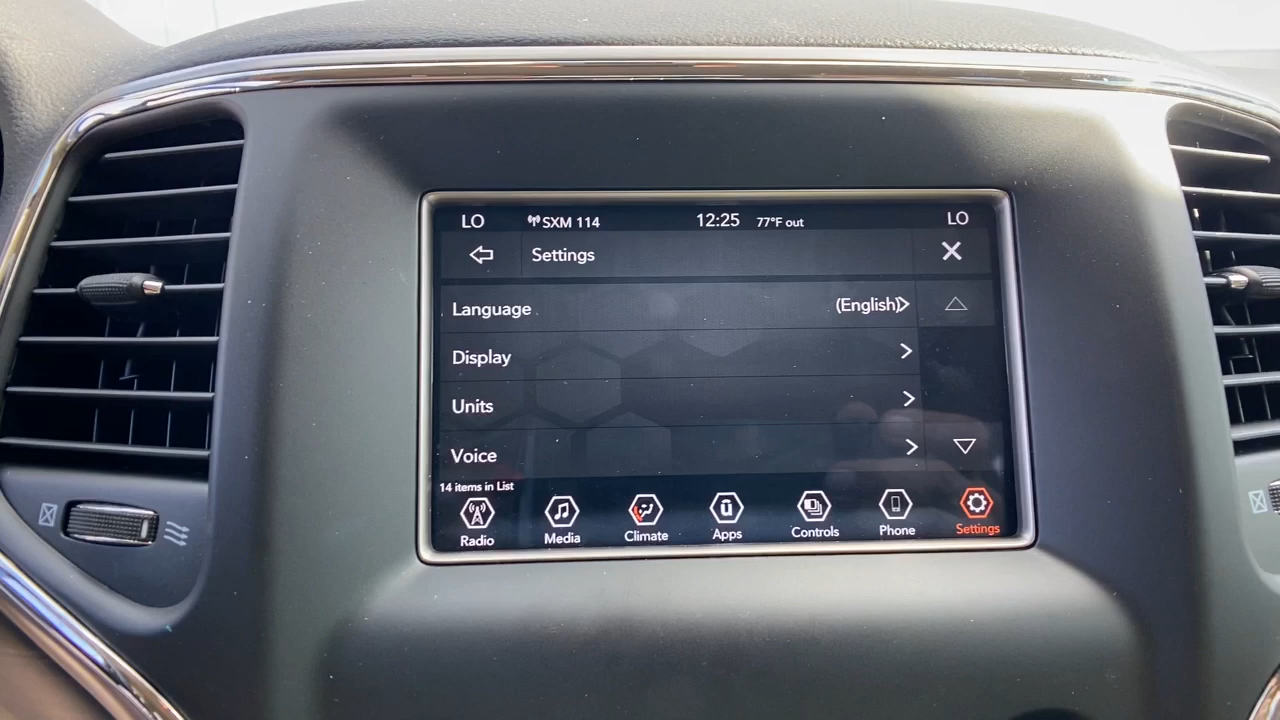 LO SXM 114 12:25 77°F out LO
Settings
Language (English)
Display
Units
Voice
14 items in List
Radio Media Climate Apps Controls Phone Settings